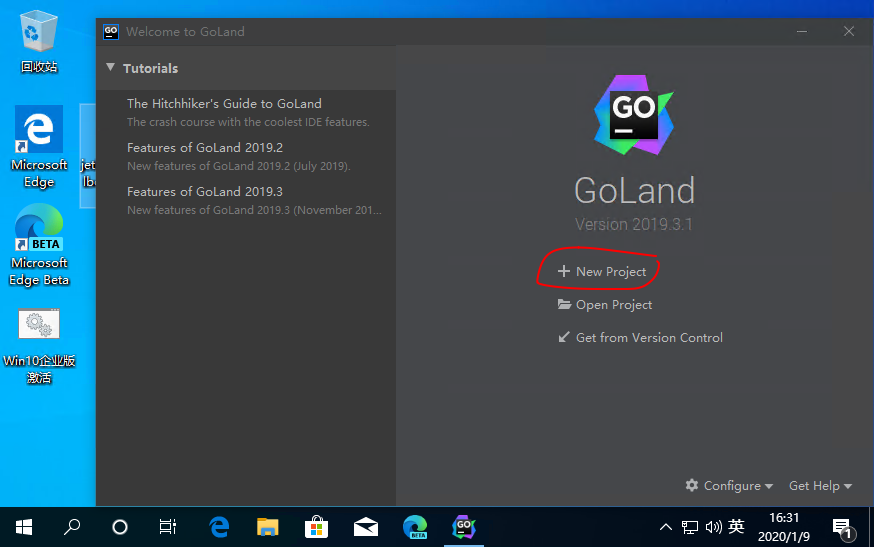 回收站
Microsoft
Edge
Microsoft
Edge Beta
BETA
Win10企业版
激活
jet
lbo
GO
Welcome to GoLand
Tutorials
The Hitchhiker's Guide to GoLand
The crash course with the coolest IDE features.
Features of GoLand 2019.2
New features of GoLand 2019.2 (July 2019).
Features of GoLand 2019.3
New features of GoLand 2019.3 (November 201...
GO
GoLand
Version 2019.3.1
New Project
Open Project
Get from Version Control
Configure
Get Help
BETA
GO
英
16:31
2020/1/9
1